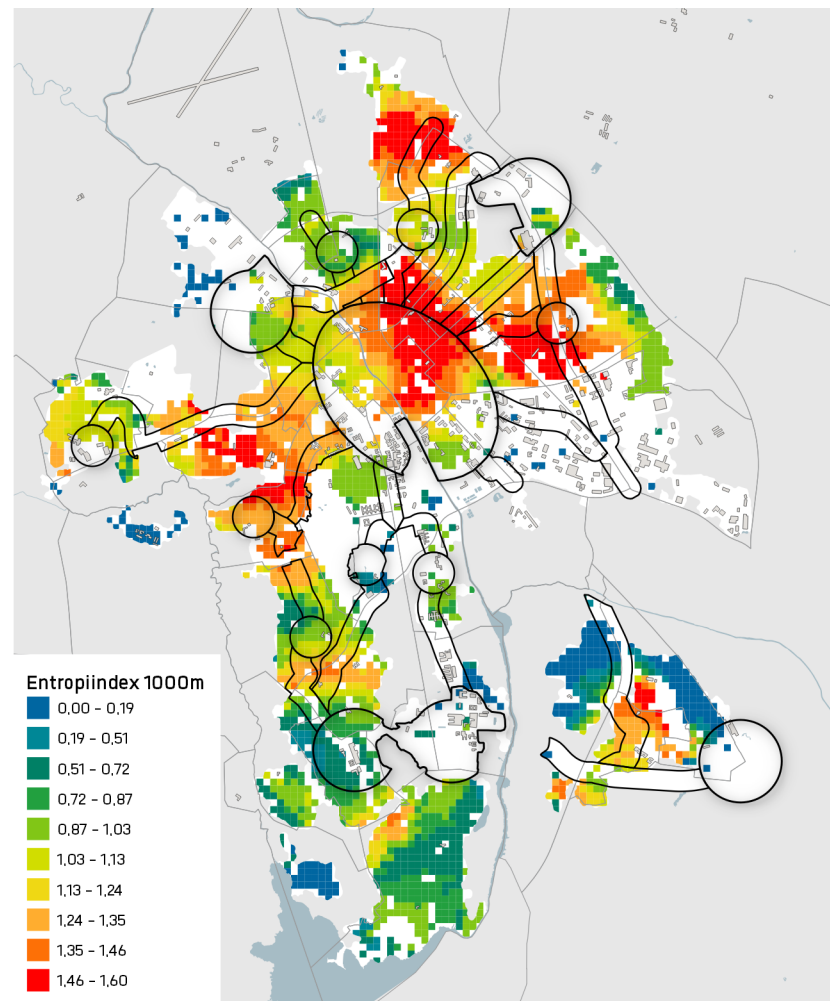 Entropiindex 1000m
0,00 - 0,19
0,19 - 0,51
0,51 - 0,72
0,72 - 0,87
0,87 - 1,03
1,03 - 1,13
1,13 - 1,24
1,24 - 1,35
1,35 - 1,46
1,46 - 1,60